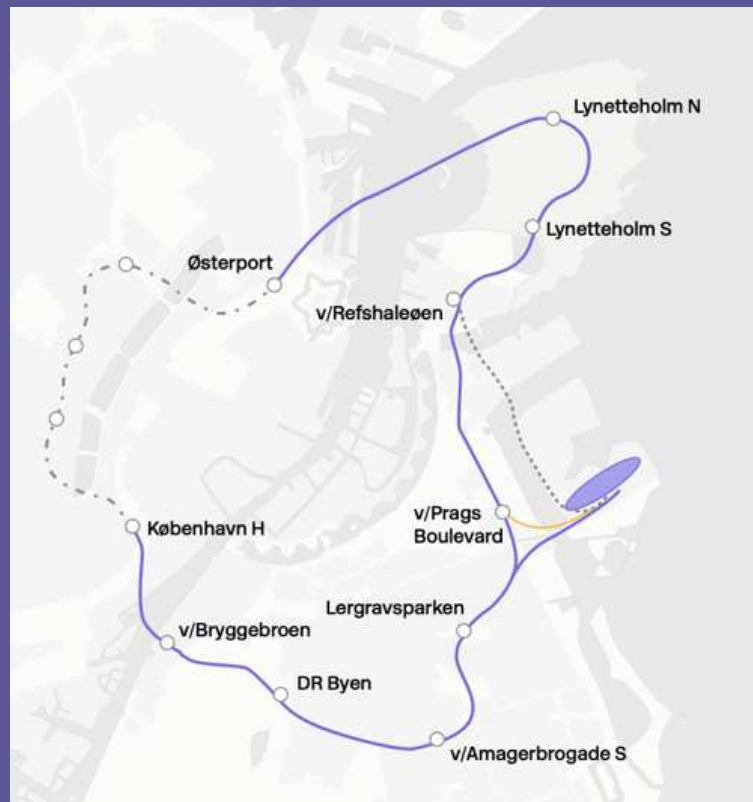 Lynetteholm N
Lynetteholm S
Østerport
v/Refshaleøen
v/Prags
Boulevard
København H
Lergravsparken
v/Bryggebroen
DR Byen
v/Amagerbrogade S